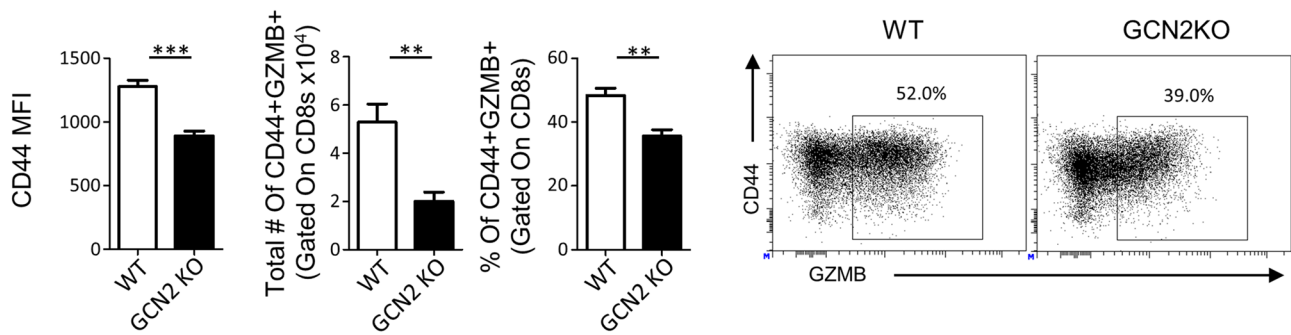 CD44 MFI
1500
1000
500
0
***
WT
GCN2 KO
Total # Of CD44+GZMB+
(Gated On CD8s x10⁴)
8
6
4
2
0
**
WT
GCN2 KO
% Of CD44+GZMB+
(Gated On CD8s)
60
40
20
0
**
WT
GCN2 KO
WT
GCN2KO
52.0%
39.0%
CD44
M
M
GZMB